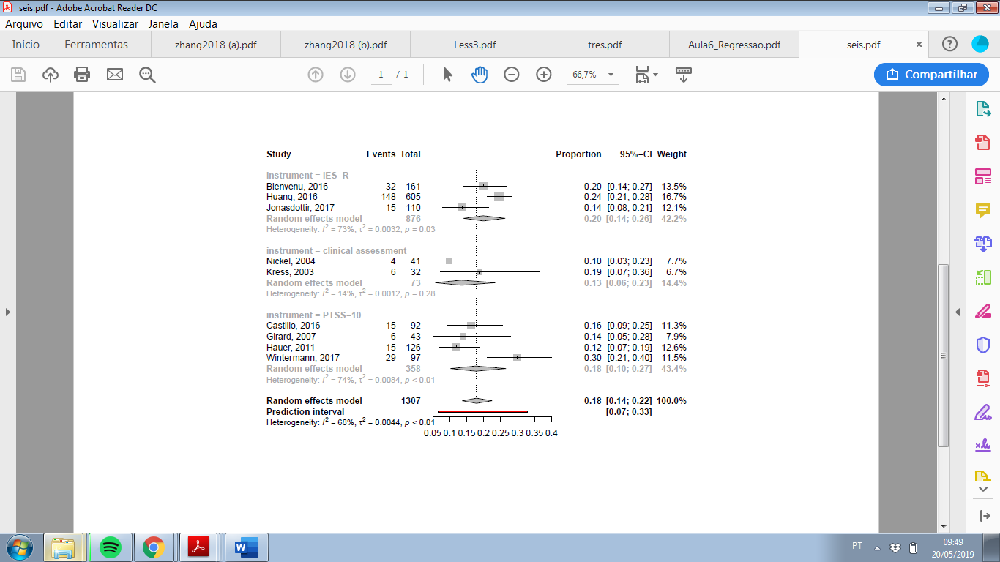 seis.pdf - Adobe Acrobat Reader DC
Arquivo Editar Visualizar Janela Ajuda
Início Ferramentas zhang2018 (a).pdf zhang2018 (b).pdf Less3.pdf tres.pdf Aula6_Regressao.pdf seis.pdf ×
1 / 1 66,7% Compartilhar
Study Events Total Proportion 95%−CI Weight
instrument = IES−R
Bienvenu, 2016 32 161 0.20 [0.14; 0.27] 13.5%
Huang, 2016 148 605 0.24 [0.21; 0.28] 16.7%
Jonasdottir, 2017 15 110 0.14 [0.08; 0.21] 12.1%
Random effects model 876 0.20 [0.14; 0.26] 42.2%
Heterogeneity: I² = 73%, τ² = 0.0032, p = 0.03
instrument = clinical assessment
Nickel, 2004 4 41 0.10 [0.03; 0.23] 7.7%
Kress, 2003 6 32 0.19 [0.07; 0.36] 6.7%
Random effects model 73 0.13 [0.06; 0.23] 14.4%
Heterogeneity: I² = 14%, τ² = 0.0012, p = 0.28
instrument = PTSS−10
Castillo, 2016 15 92 0.16 [0.09; 0.25] 11.3%
Girard, 2007 6 43 0.14 [0.05; 0.28] 7.9%
Hauer, 2011 15 126 0.12 [0.07; 0.19] 12.6%
Wintermann, 2017 29 97 0.30 [0.21; 0.40] 11.5%
Random effects model 358 0.18 [0.10; 0.27] 43.4%
Heterogeneity: I² = 74%, τ² = 0.0084, p < 0.01
Random effects model 1307 0.18 [0.14; 0.22] 100.0%
Prediction interval [0.07; 0.33]
Heterogeneity: I² = 68%, τ² = 0.0044, p < 0.01
0.05 0.1 0.15 0.2 0.25 0.3 0.35 0.4
PT 09:49
20/05/2019